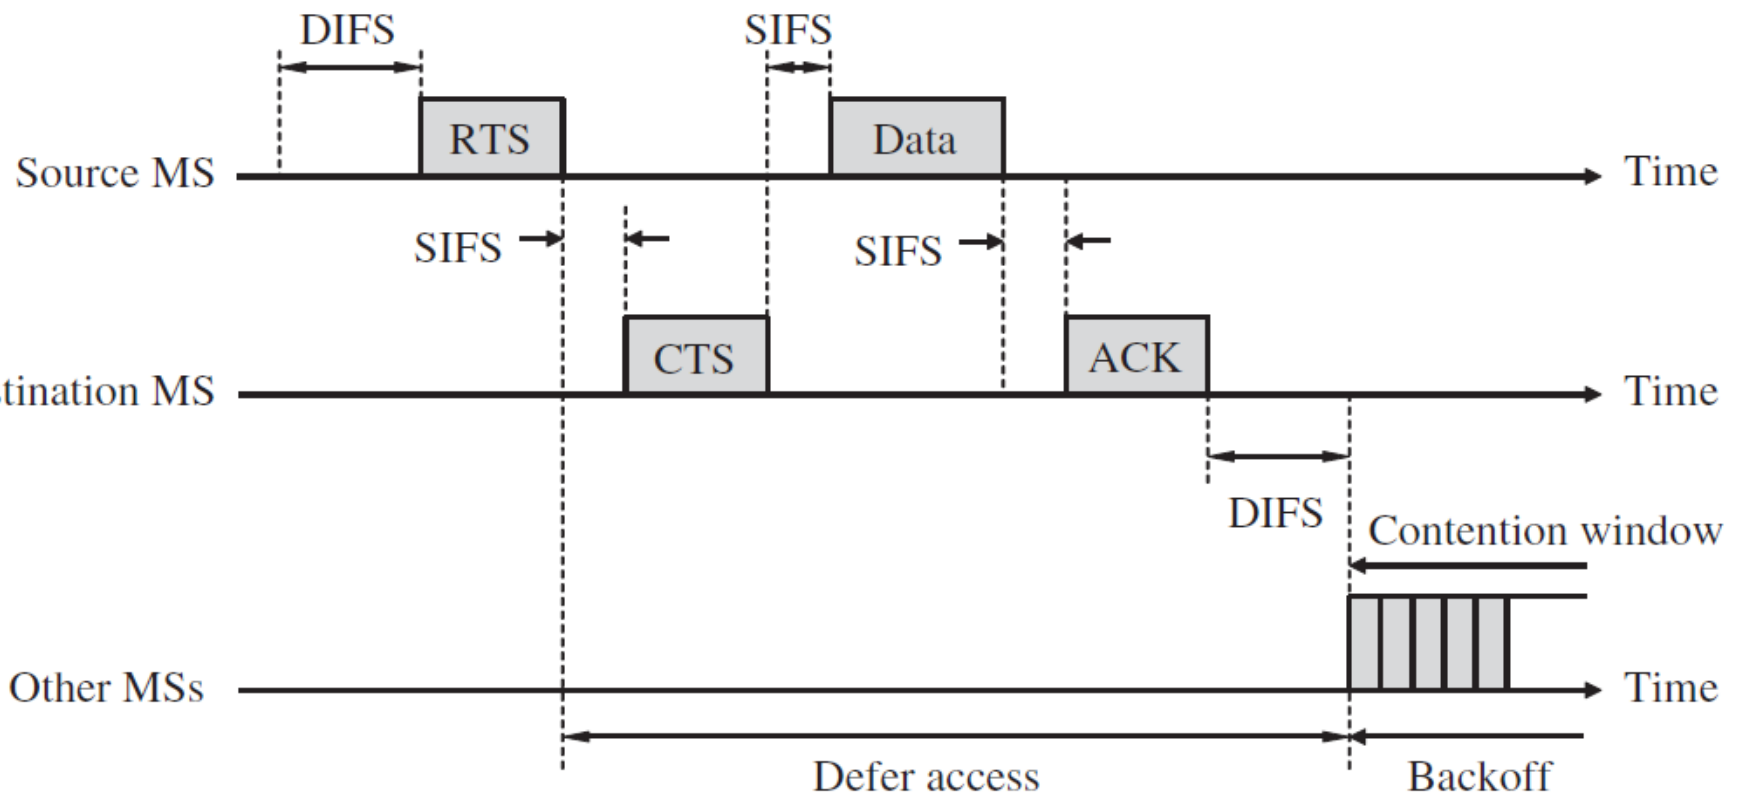 DIFS
SIFS
RTS
Data
Source MS
Time
SIFS
SIFS
CTS
ACK
tination MS
Time
DIFS
Contention window
Other MSs
Time
Defer access
Backoff